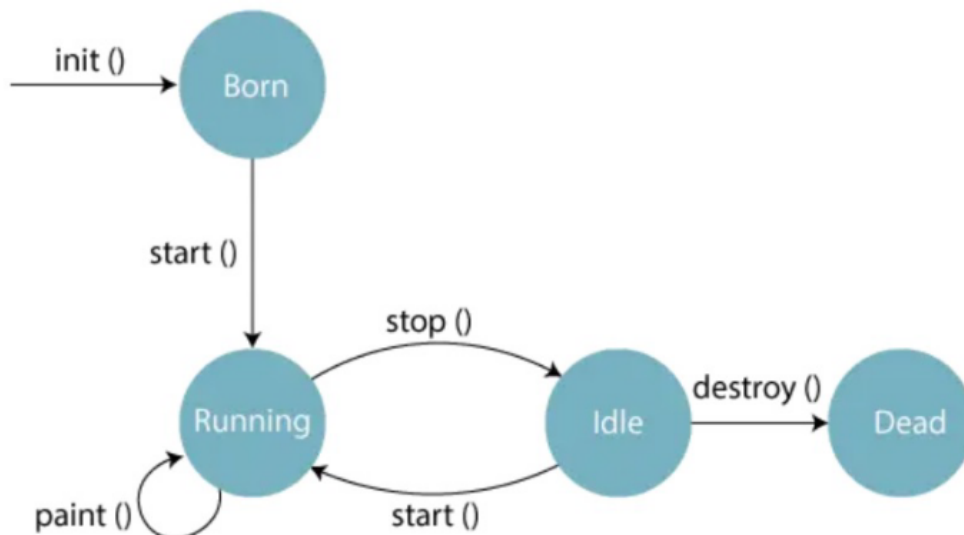 init ()
Born
start ()
stop ()
Running
Idle
destroy ()
Dead
paint ()
start ()